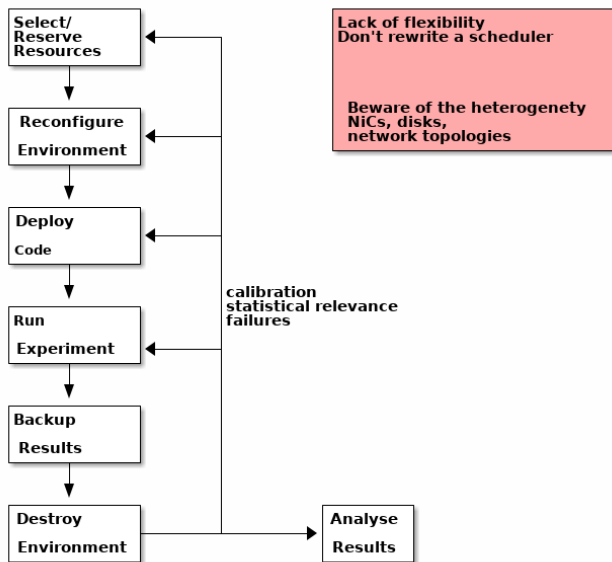 Select/
Reserve
Resources
Reconfigure
Environment
Deploy
Code
Run
Experiment
Backup
Results
Destroy
Environment
Analyse
Results
calibration
statistical relevance
failures
Lack of flexibility
Don't rewrite a scheduler
Beware of the heterogenety
NiCs, disks,
network topologies